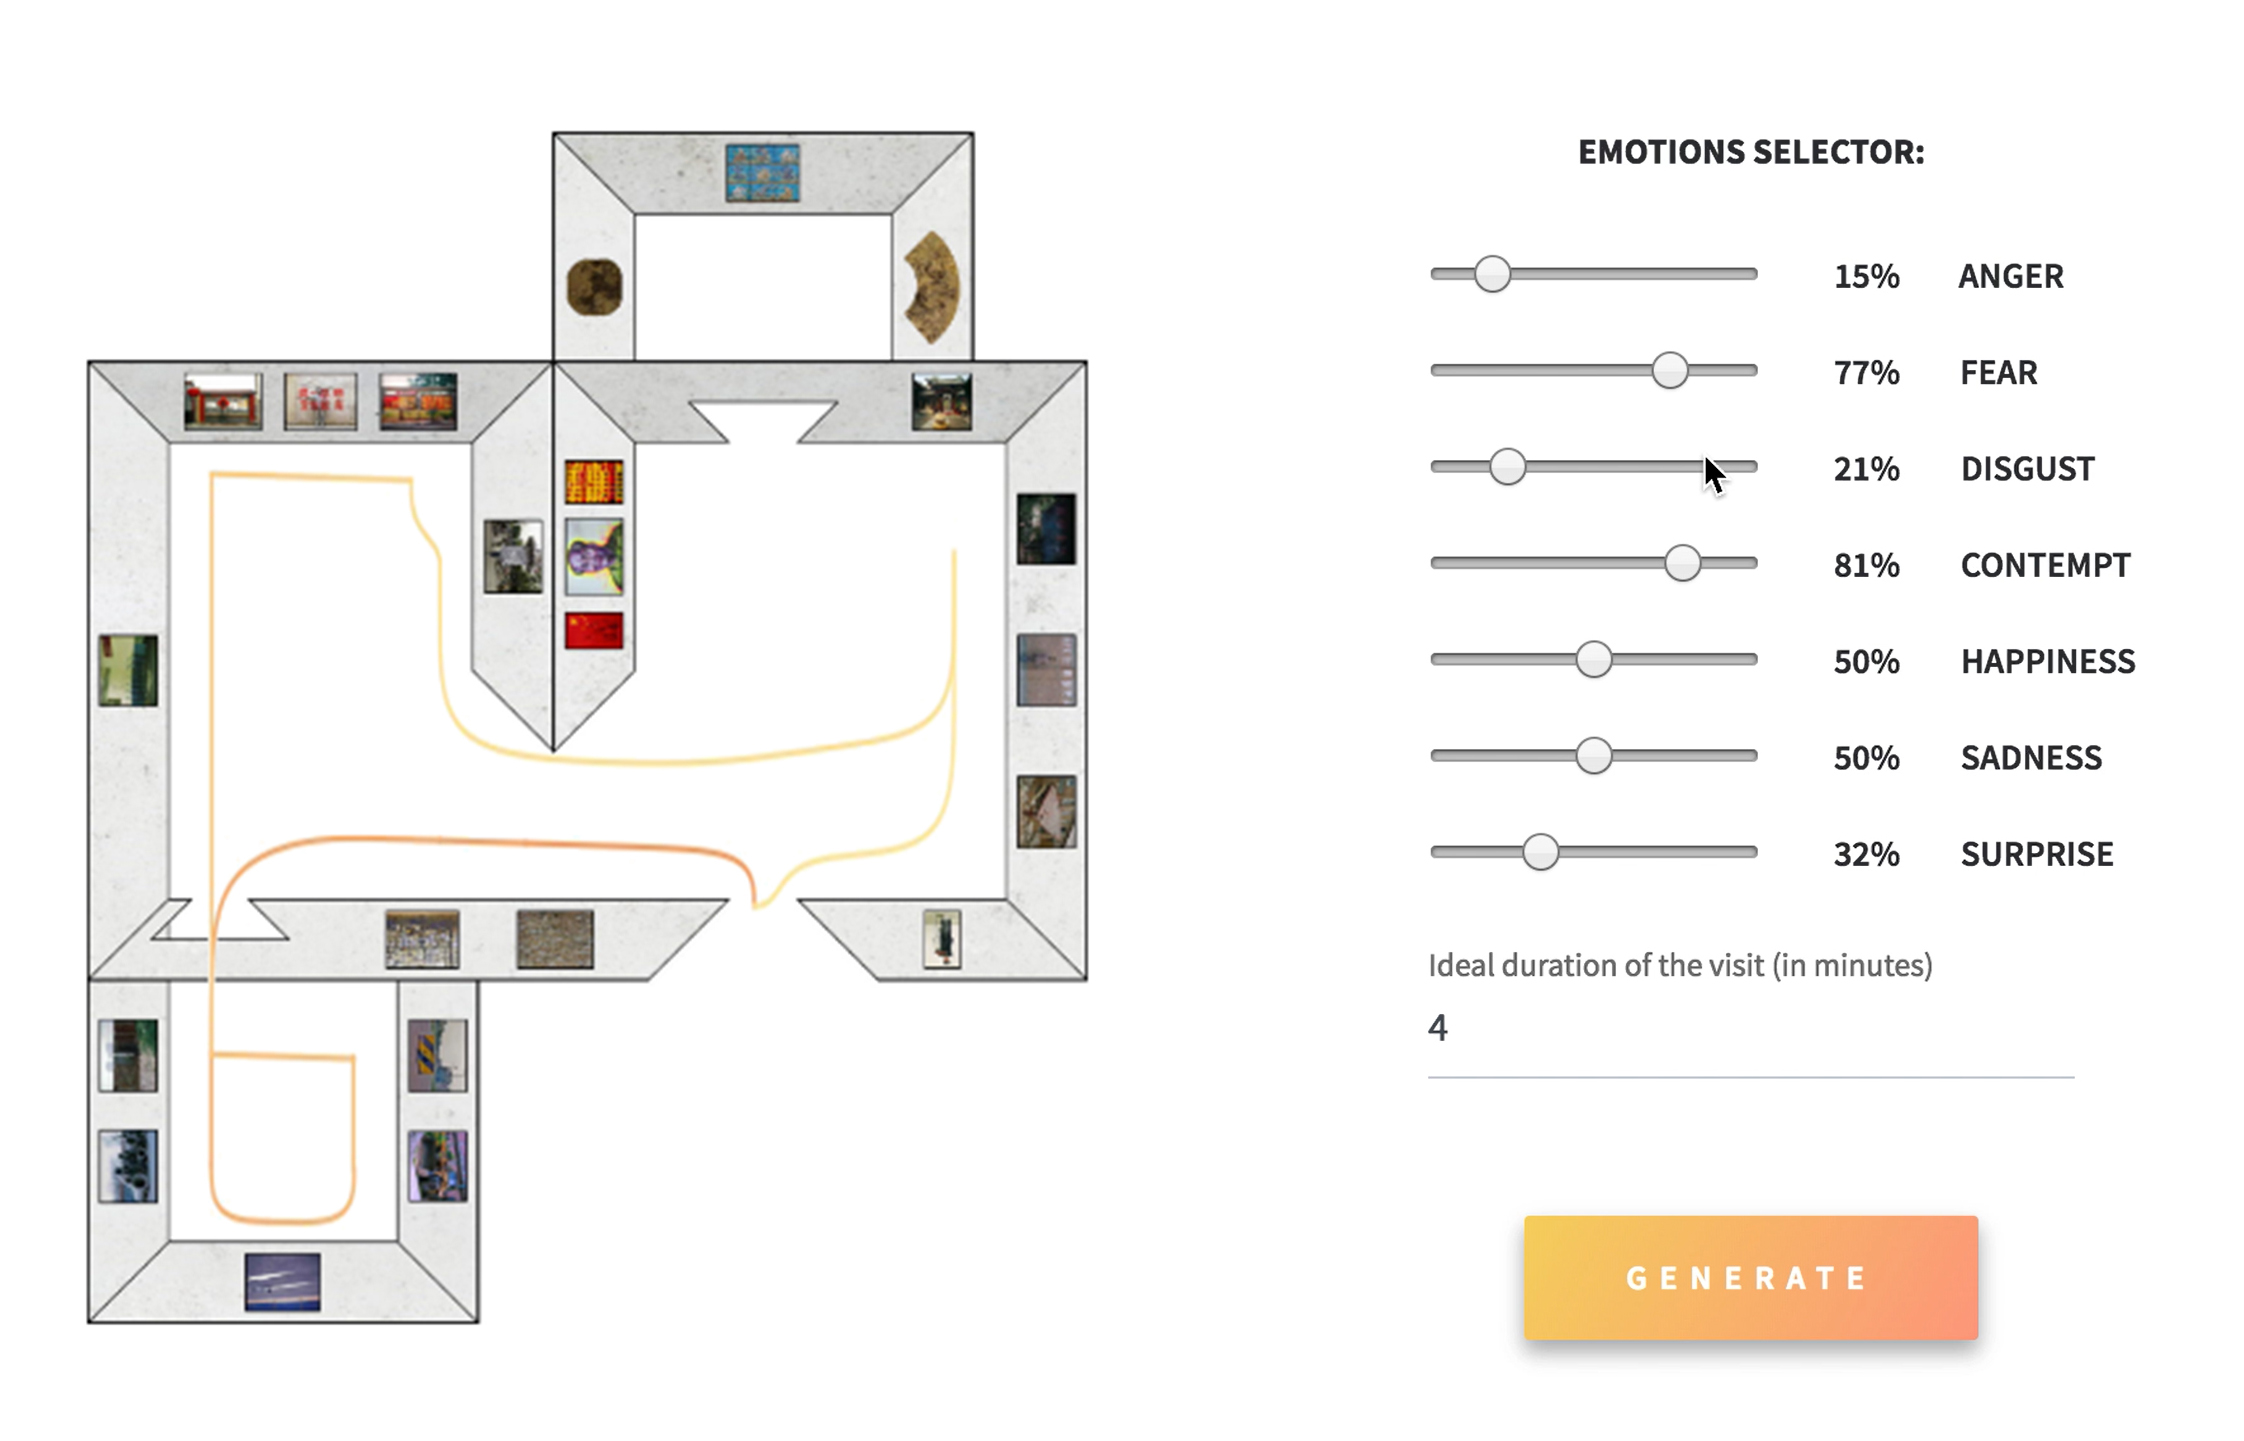 EMOTIONS SELECTOR:
15% ANGER
77% FEAR
21% DISGUST
81% CONTEMPT
50% HAPPINESS
50% SADNESS
32% SURPRISE
Ideal duration of the visit (in minutes)
4
GENERATE